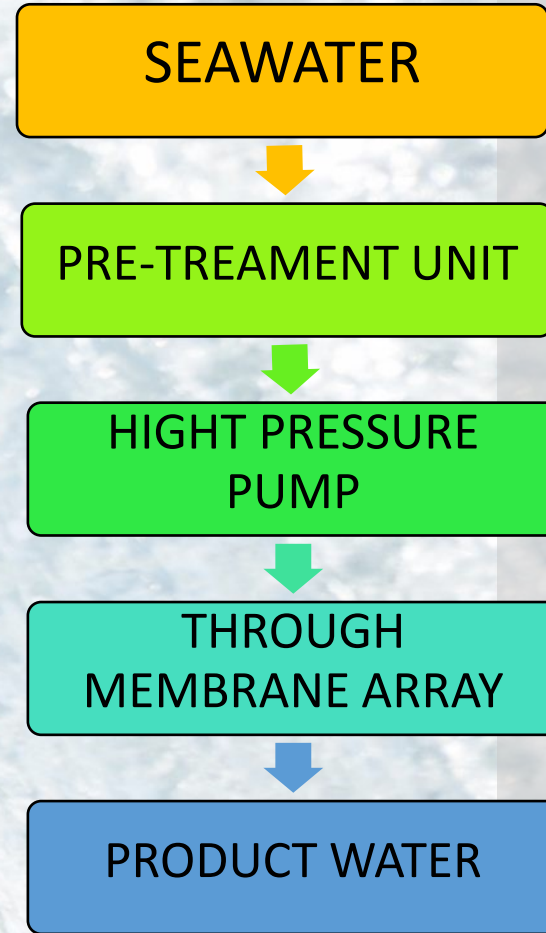 SEAWATER
PRE-TREAMENT UNIT
HIGHT PRESSURE
PUMP
THROUGH
MEMBRANE ARRAY
PRODUCT WATER